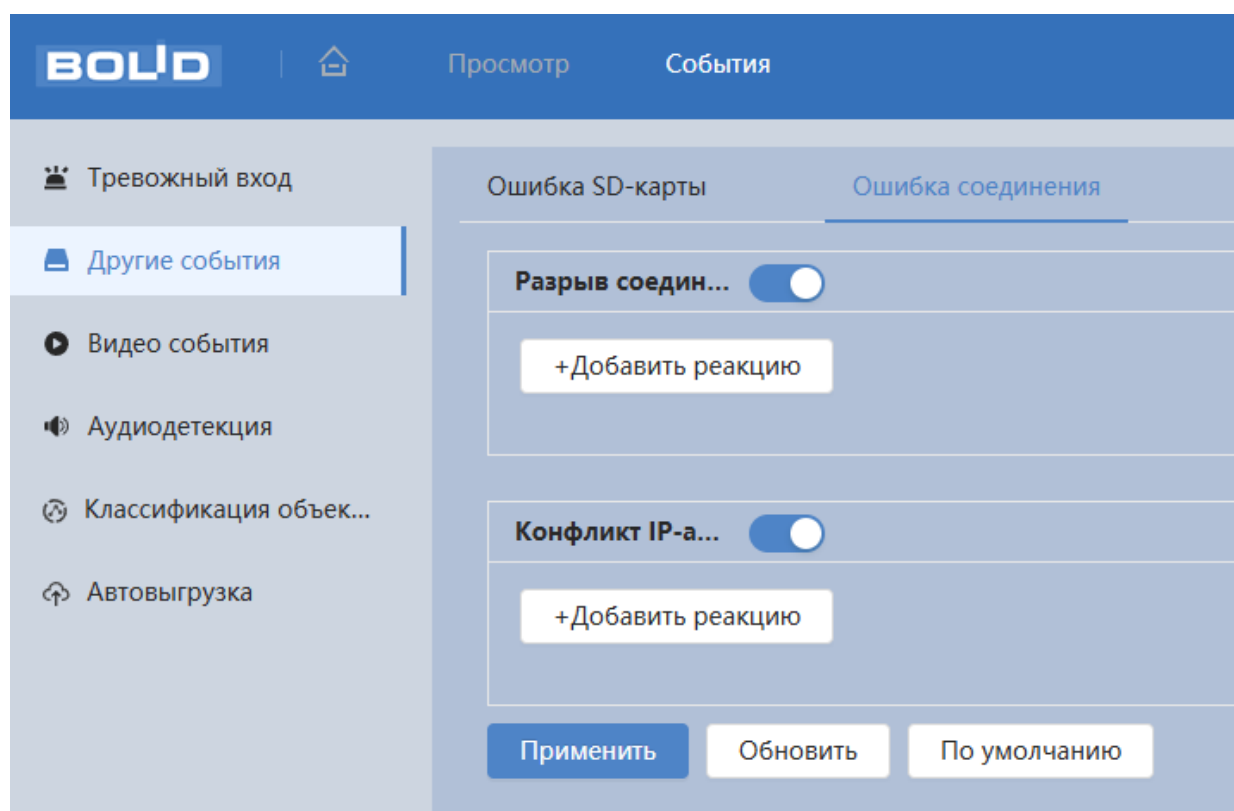 BOLID
Просмотр
События
Тревожный вход
Другие события
Видео события
Аудиодетекция
Классификация объек...
Автовыгрузка
Ошибка SD-карты
Ошибка соединения
Разрыв соедин...
+Добавить реакцию
Конфликт IP-а...
+Добавить реакцию
Применить
Обновить
По умолчанию